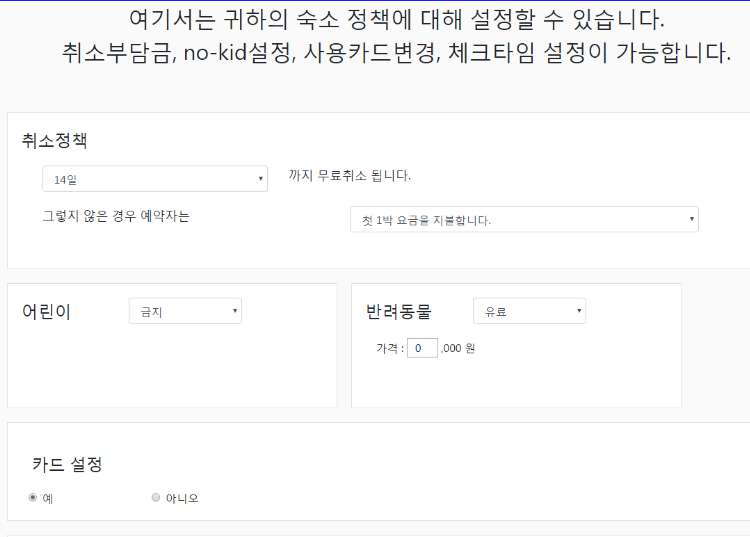 여기서는 귀하의 숙소 정책에 대해 설정할 수 있습니다.
취소부담금, no-kid설정, 사용카드변경, 체크타임 설정이 가능합니다.
취소정책
14일 까지 무료취소 됩니다.
그렇지 않은 경우 예약자는 첫 1박 요금을 지불합니다.
어린이 금지
반려동물 유료
가격 : 0 ,000 원
카드 설정
예 아니오